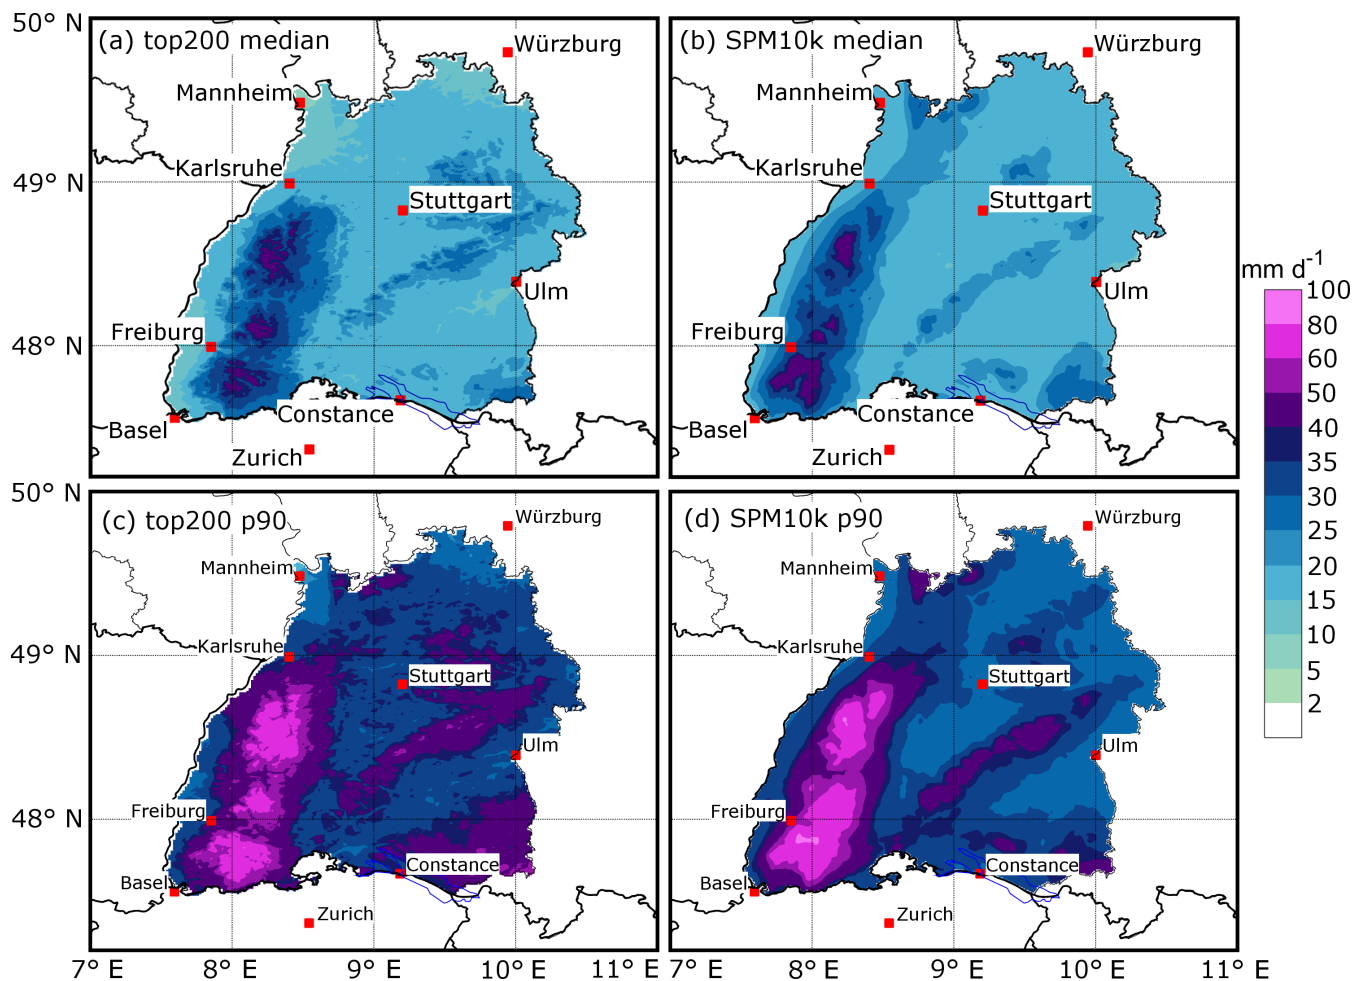 50° N
(a) top200 median
Würzburg
Mannheim
Karlsruhe
49° N
Stuttgart
Ulm
Freiburg
48° N
Constance
Basel
Zurich
(b) SPM10k median
Würzburg
Mannheim
Karlsruhe
Stuttgart
Ulm
Freiburg
Constance
Basel
Zurich
mm d-1
100
80
60
50
40
35
30
25
20
15
10
5
2
50° N
(c) top200 p90
Würzburg
Mannheim
Karlsruhe
49° N
Stuttgart
Ulm
Freiburg
48° N
Constance
Basel
Zurich
7° E
8° E
9° E
10° E
11° E
(d) SPM10k p90
Würzburg
Mannheim
Karlsruhe
Stuttgart
Ulm
Freiburg
Constance
Basel
Zurich
7° E
8° E
9° E
10° E
11° E